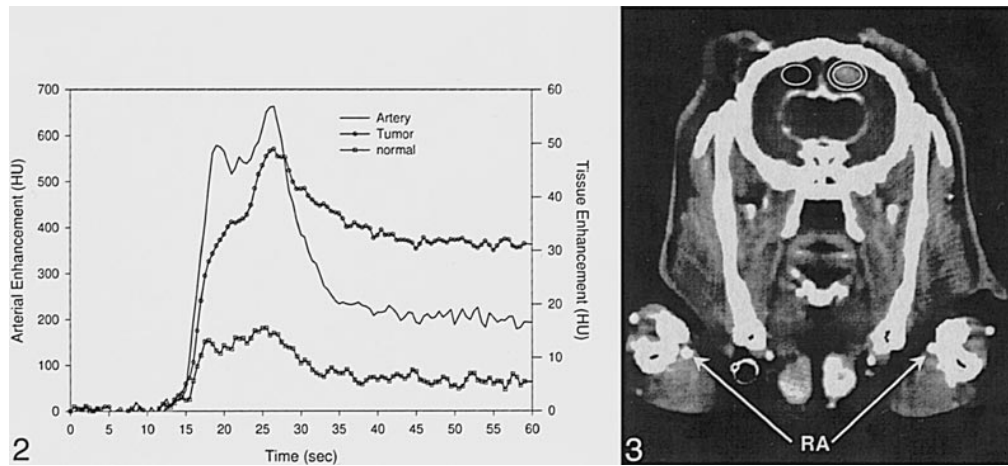 700
600
500
400
300
200
100
0
Arterial Enhancement (HU)
Artery
Tumor
normal
60
50
40
30
20
10
0
Tissue Enhancement (HU)
0 5 10 15 20 25 30 35 40 45 50 55 60
Time (sec)
2
RA
3